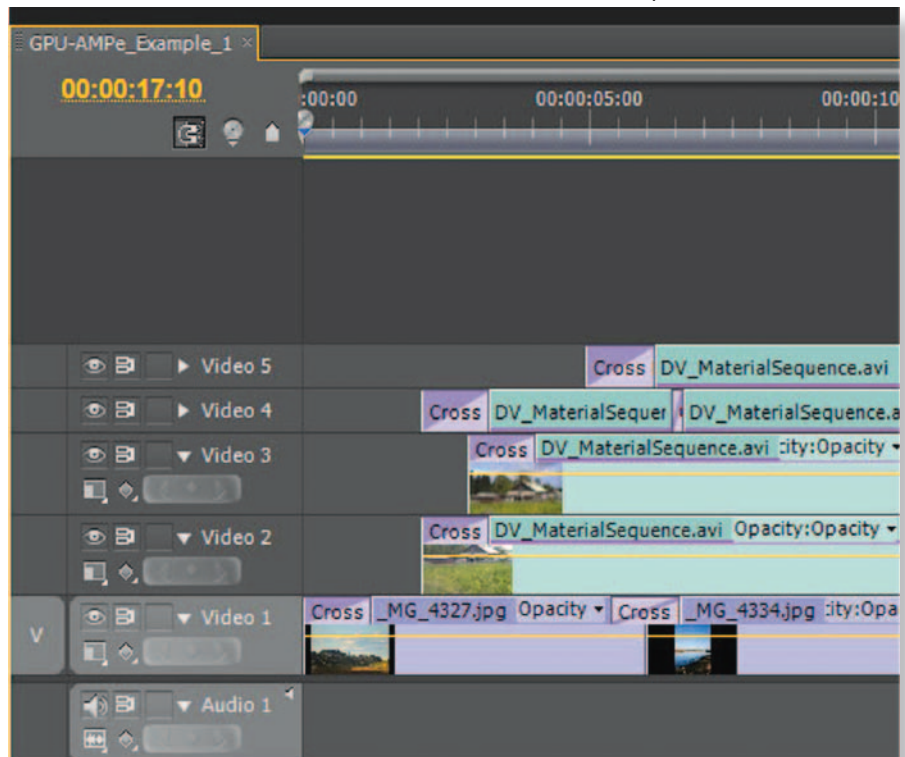 GPU-AMPe_Example_1 ×
00:00:17:10
:00:00 00:00:05:00 00:00:10
Video 5 Cross DV_MaterialSequence.avi
Video 4 Cross DV_MaterialSequer DV_MaterialSequence.a
Video 3 Cross DV_MaterialSequence.avi :ity:Opacity
Video 2 Cross DV_MaterialSequence.avi Opacity:Opacity
V Video 1 Cross _MG_4327.jpg Opacity Cross _MG_4334.jpg :ity:Opa
Audio 1